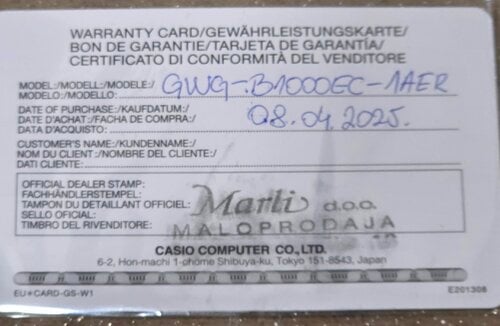 WARRANTY CARD/GEWÄHRLEISTUNGSKARTE/
BON DE GARANTIE/TARJETA DE GARANTÍA/
CERTIFICATO DI CONFORMITÀ DEL VENDITORE
MODEL:/MODELL:/MODELE:/ GWG-B1000EC-1AER
MODELO:/MODELLO:
DATE OF PURCHASE:/KAUFDATUM:/ 08.04.2025.
DATE D'ACHAT:/FACHA DE COMPRA:/
DATA D'ACQUISTO:
CUSTOMER'S NAME:/KUNDENNAME:/
NOM DU CLIENT:/NOMBRE DEL CLIENTE:/
DATI CLIENTE:
OFFICIAL DEALER STAMP:
FACHHÄNDLERSTEMPEL:
TAMPON DU DETAILLANT OFFICIEL:
SELLO OFICIAL:
TIMBRO DEL RIVENDITORE:
Marli d.o.o.
MALOPRODAJA
CASIO COMPUTER CO., LTD.
6-2, Hon-machi 1-chome Shibuya-ku, Tokyo 151-8543, Japan
EU★CARD-GS-W1 E201308